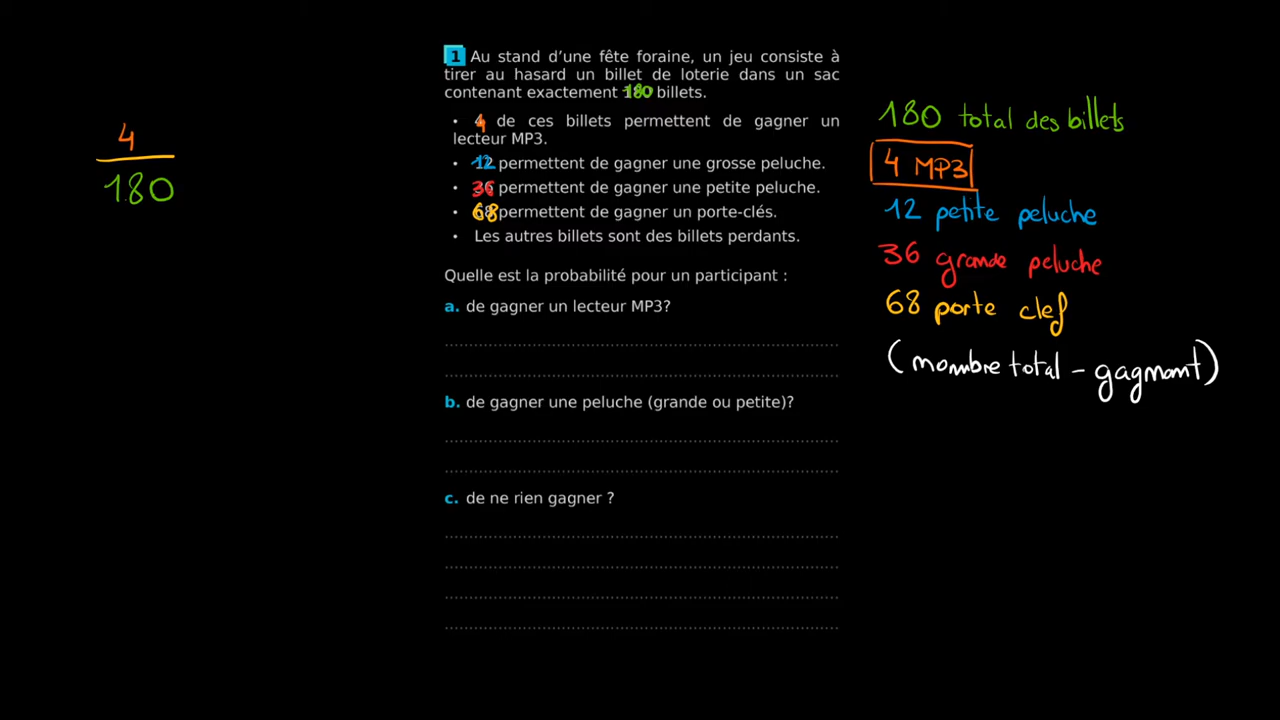 4
180
1 Au stand d'une fête foraine, un jeu consiste à
tirer au hasard un billet de loterie dans un sac
contenant exactement 180 billets.
• 4 de ces billets permettent de gagner un
lecteur MP3.
• 12 permettent de gagner une grosse peluche.
• 36 permettent de gagner une petite peluche.
• 68 permettent de gagner un porte-clés.
• Les autres billets sont des billets perdants.
Quelle est la probabilité pour un participant :
a. de gagner un lecteur MP3?
b. de gagner une peluche (grande ou petite)?
c. de ne rien gagner ?
180 total des billets
4 MP3
12 petite peluche
36 grande peluche
68 porte clef
(nombre total - gagnant)